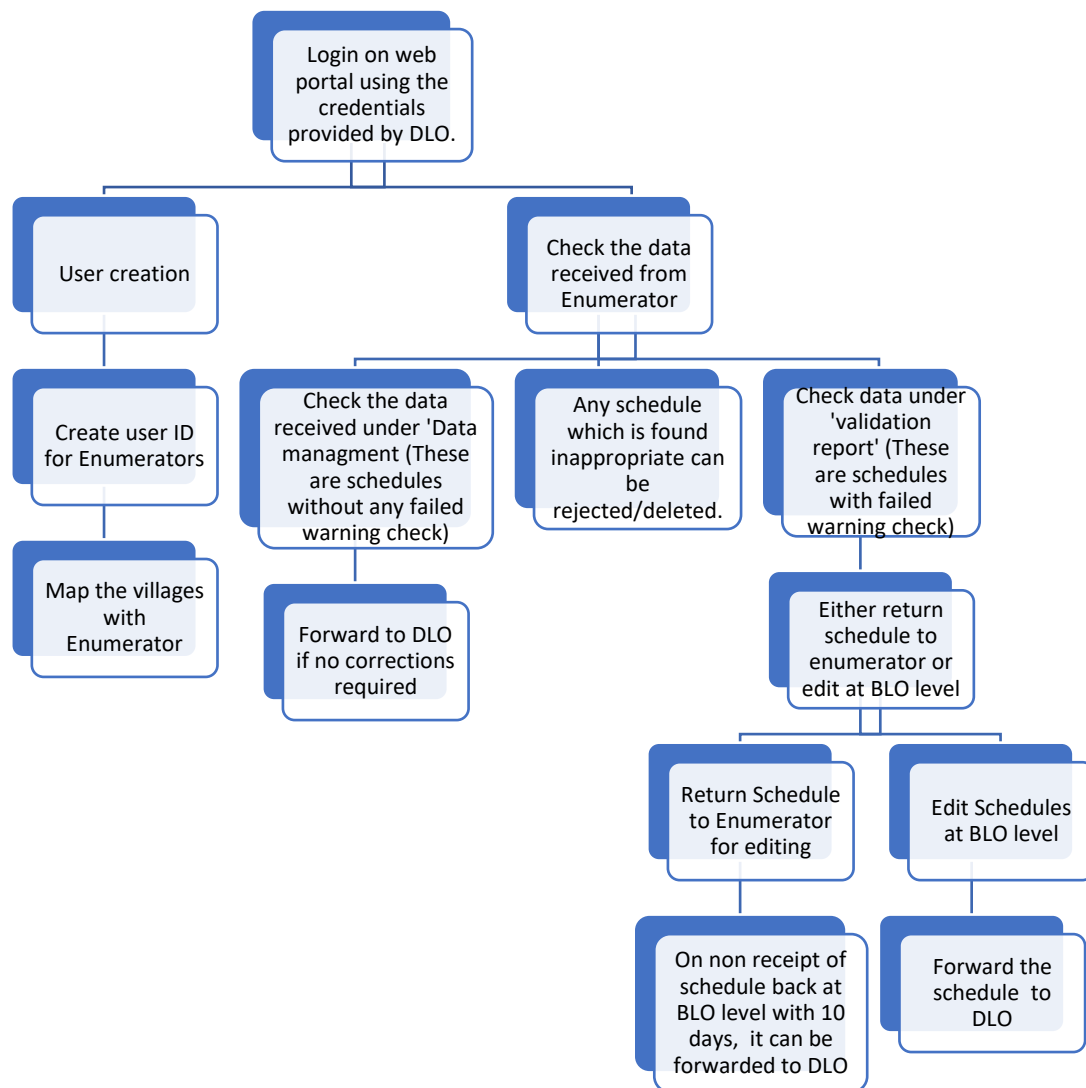 Login on web
portal using the
credentials
provided by DLO.
User creation
Check the data
received from
Enumerator
Create user ID
for Enumerators
Check the data
received under 'Data
managment (These
are schedules
without any failed
warning check)
Any schedule
which is found
inappropriate can
be
rejected/deleted.
Check data under
'validation
report' (These
are schedules
with failed
warning check)
Map the villages
with
Enumerator
Forward to DLO
if no corrections
required
Either return
schedule to
enumerator or
edit at BLO level
Return Schedule
to Enumerator
for editing
Edit Schedules
at BLO level
On non receipt of
schedule back at
BLO level with 10
days, it can be
forwarded to DLO
Forward the
schedule to
DLO